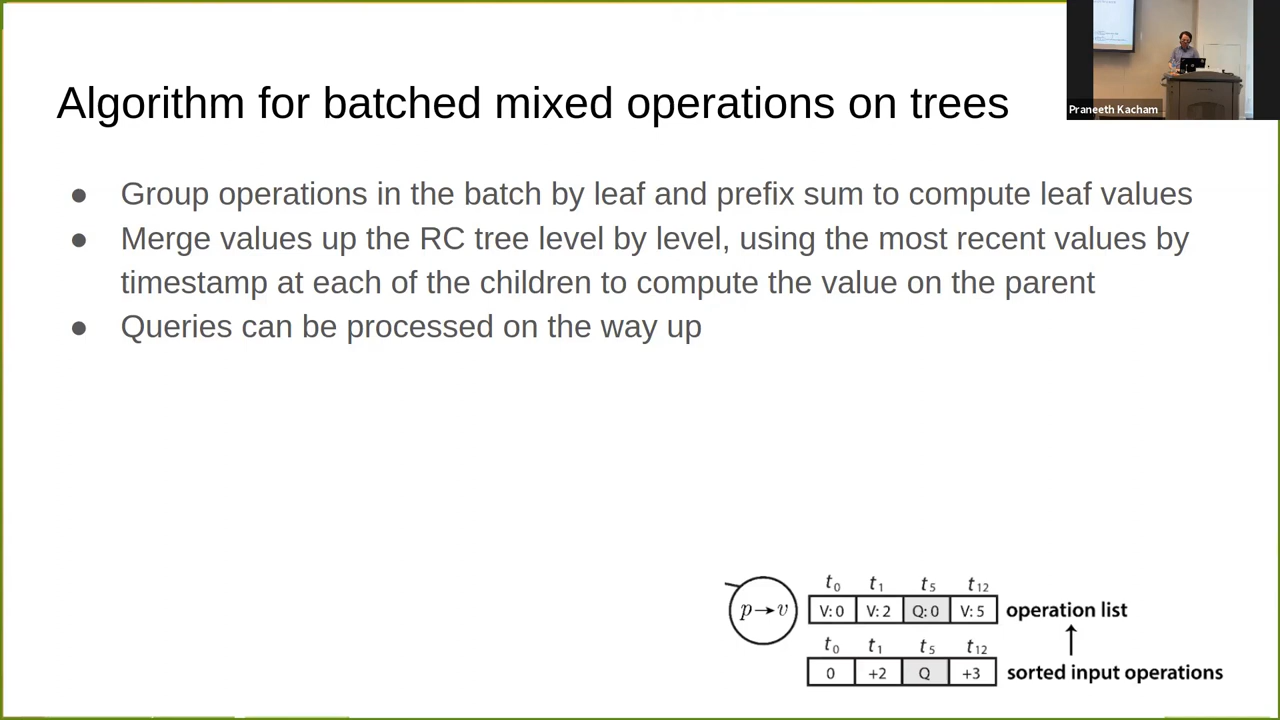 Praneeth Kacham
Algorithm for batched mixed operations on trees
● Group operations in the batch by leaf and prefix sum to compute leaf values
● Merge values up the RC tree level by level, using the most recent values by
timestamp at each of the children to compute the value on the parent
● Queries can be processed on the way up
t0 t1 t5 t12
p→v V: 0 V: 2 Q: 0 V: 5 operation list
t0 t1 t5 t12
0 +2 Q +3 sorted input operations